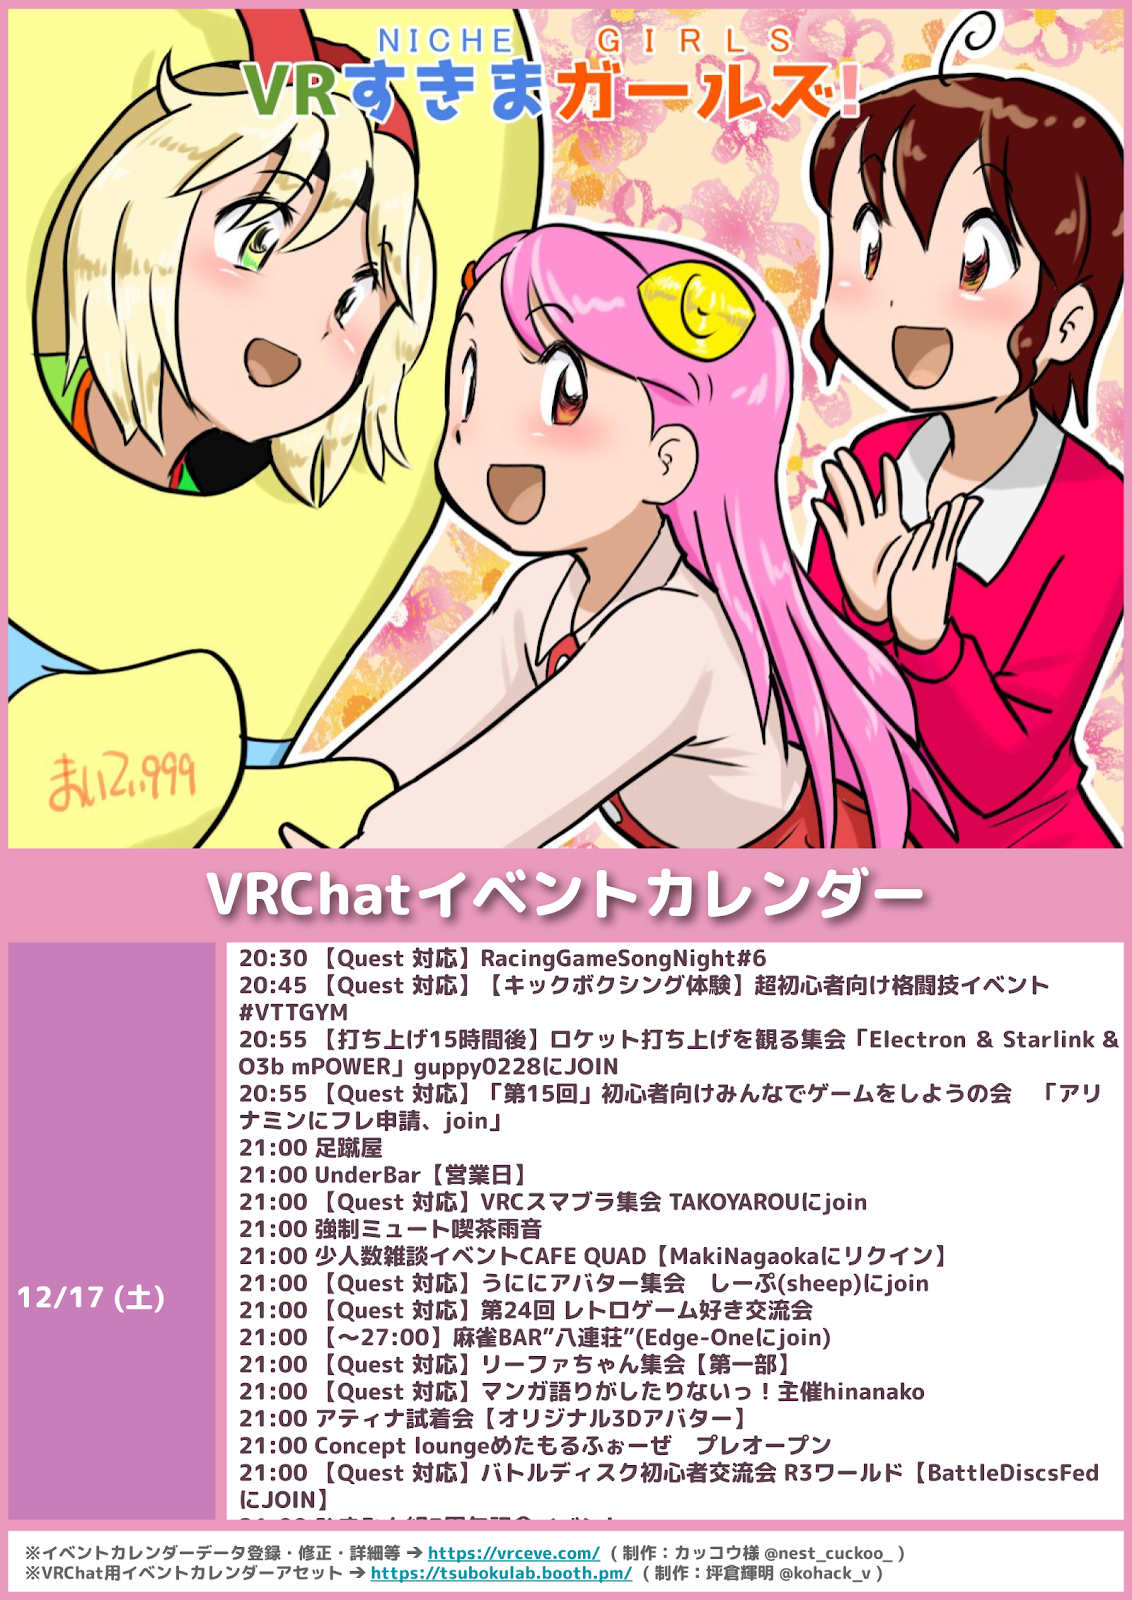 NICHE GIRLS
VRすきまガールズ!
まいてぃ999
VRChatイベントカレンダー
12/17 (土)
20:30 【Quest 対応】RacingGameSongNight#6
20:45 【Quest 対応】【キックボクシング体験】超初心者向け格闘技イベント
#VTTGYM
20:55 【打ち上げ15時間後】ロケット打ち上げを観る集会「Electron & Starlink &
O3b mPOWER」guppy0228にJOIN
20:55 【Quest 対応】「第15回」初心者向けみんなでゲームをしようの会　「アリ
ナミンにフレ申請、join」
21:00 足蹴屋
21:00 UnderBar【営業日】
21:00 【Quest 対応】VRCスマブラ集会 TAKOYAROUにjoin
21:00 強制ミュート喫茶雨音
21:00 少人数雑談イベントCAFE QUAD【MakiNagaokaにリクイン】
21:00 【Quest 対応】うににアバター集会　しーぷ(sheep)にjoin
21:00 【Quest 対応】第24回 レトロゲーム好き交流会
21:00 【～27:00】麻雀BAR”八連荘”(Edge-Oneにjoin)
21:00 【Quest 対応】リーファちゃん集会【第一部】
21:00 【Quest 対応】マンガ語りがしたりないっ！主催hinanako
21:00 アティナ試着会【オリジナル3Dアバター】
21:00 Concept loungeめたもるふぉーぜ　プレオープン
21:00 【Quest 対応】バトルディスク初心者交流会 R3ワールド【BattleDiscsFed
にJOIN】
※イベントカレンダーデータ登録・修正・詳細等 ➔ https://vrceve.com/ ( 制作：カッコウ様 @nest_cuckoo_ )
※VRChat用イベントカレンダーアセット ➔ https://tsubokulab.booth.pm/ ( 制作：坪倉輝明 @kohack_v )